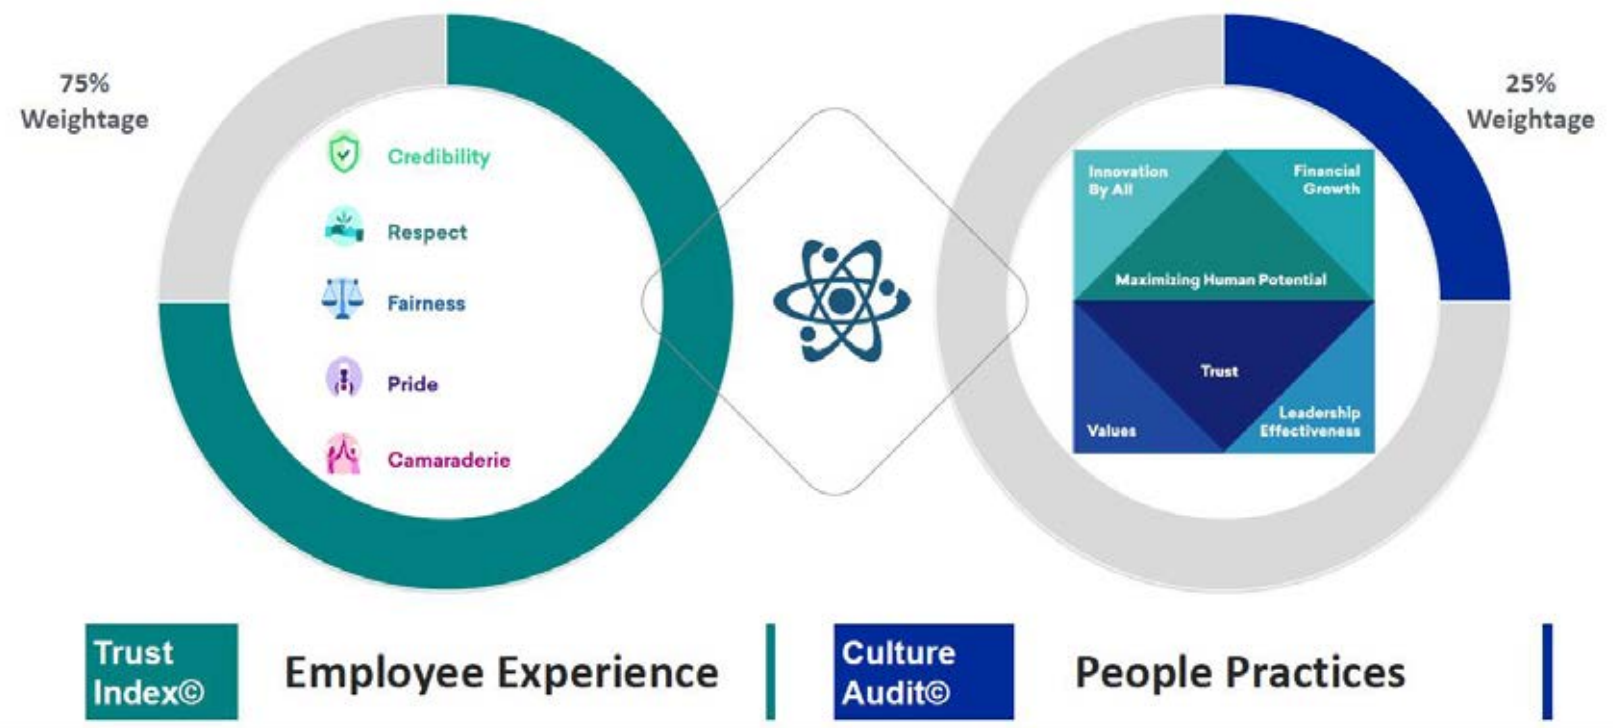 75%
Weightage
Credibility
Respect
Fairness
Pride
Camaraderie
25%
Weightage
Innovation
By All
Financial
Growth
Maximizing Human Potential
Trust
Values
Leadership
Effectiveness
Trust
Index©
Employee Experience
Culture
Audit©
People Practices